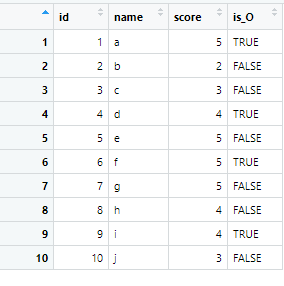 id name score is_O
1 1 a 5 TRUE
2 2 b 2 FALSE
3 3 c 3 FALSE
4 4 d 4 TRUE
5 5 e 5 FALSE
6 6 f 5 TRUE
7 7 g 5 FALSE
8 8 h 4 FALSE
9 9 i 4 TRUE
10 10 j 3 FALSE